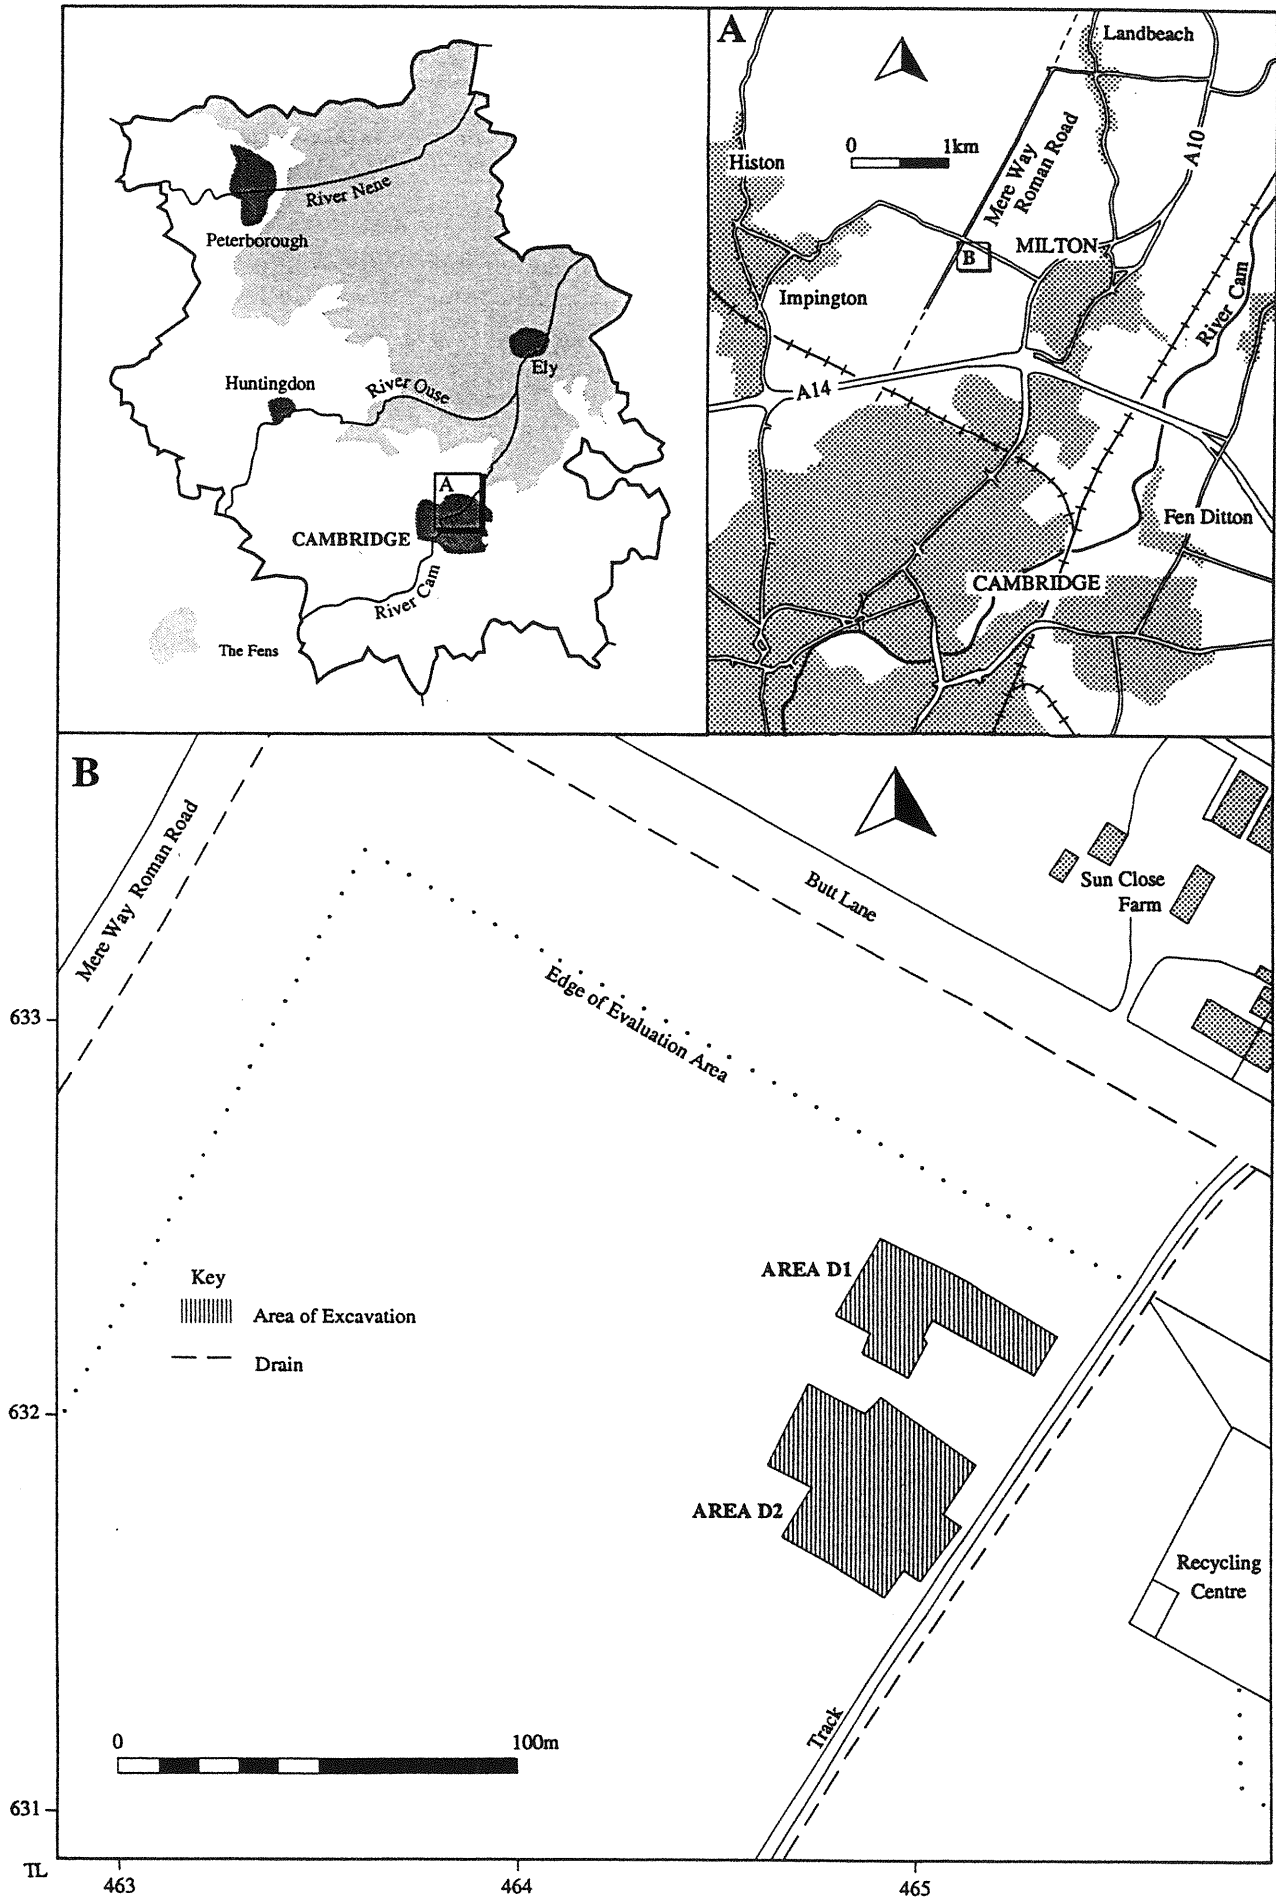 River Nene
Peterborough
Ely
Huntingdon
River Ouse
A
CAMBRIDGE
River Cam
The Fens
A
Landbeach
0 1km
A10
Histon
Mere Way
Roman Road
MILTON
B
Impington
River Cam
A14
Fen Ditton
CAMBRIDGE
B
Mere Way Roman Road
Butt Lane
Sun Close
Farm
Edge of Evaluation Area
633
AREA D1
Key
Area of Excavation
Drain
632
AREA D2
Recycling
Centre
Track
0 100m
631
TL
463 464 465